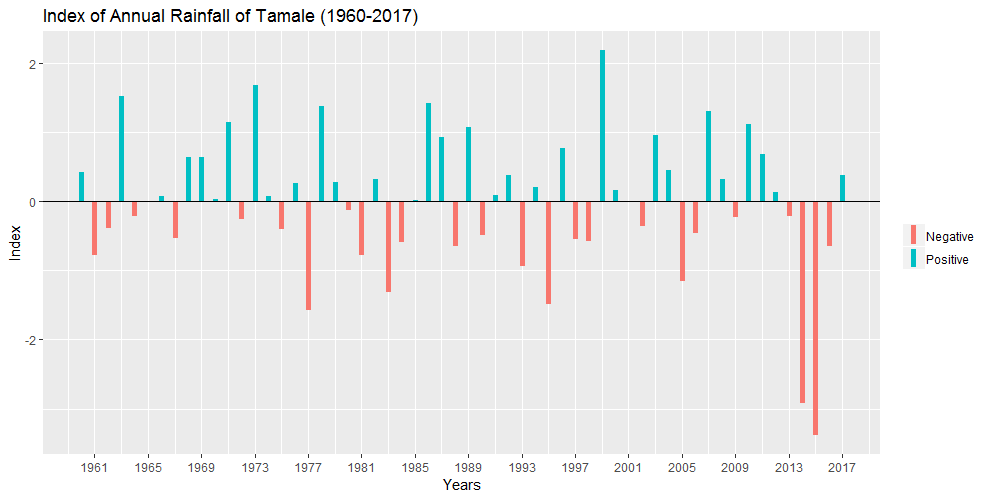 Index of Annual Rainfall of Tamale (1960-2017)
Index
2
0
-2
1961 1965 1969 1973 1977 1981 1985 1989 1993 1997 2001 2005 2009 2013 2017
Years
Negative
Positive